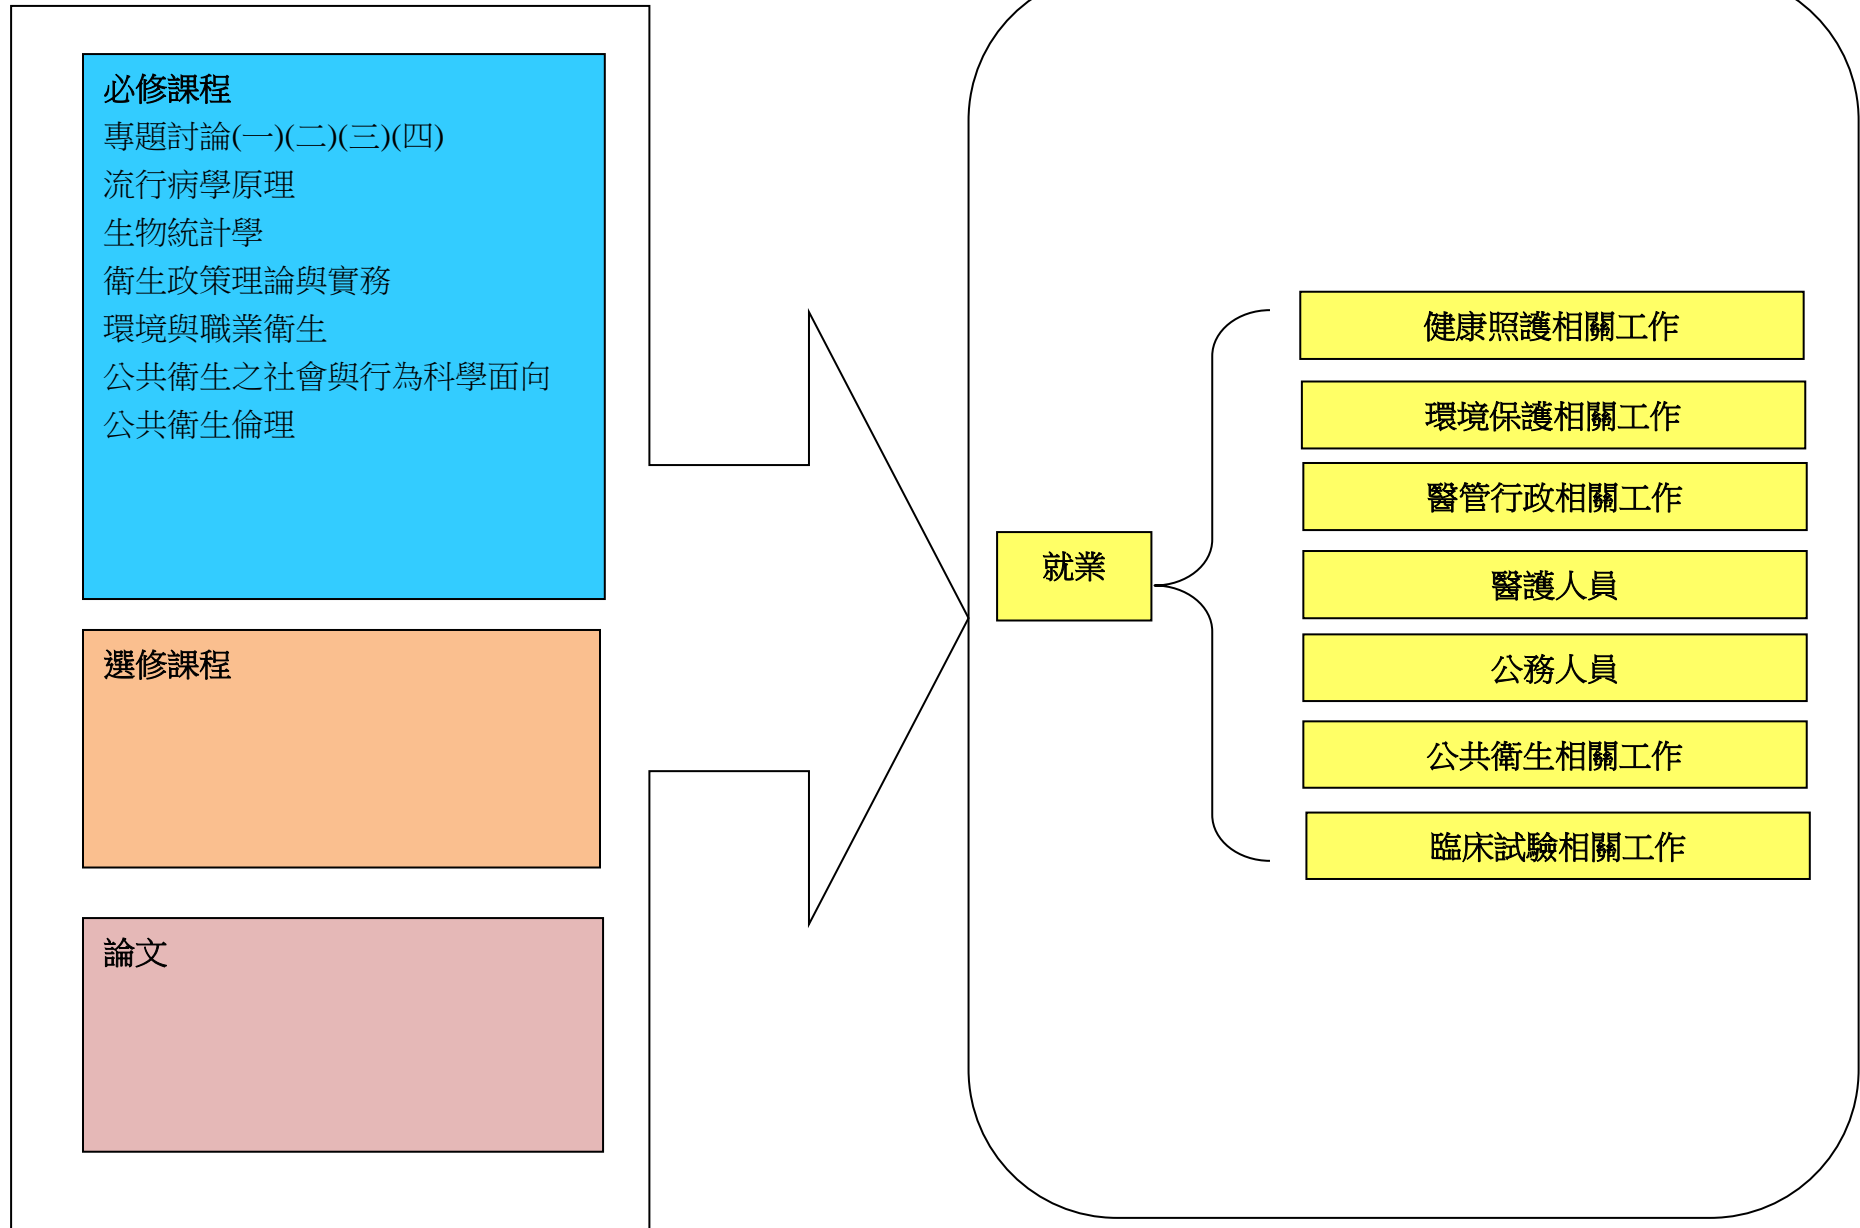 必修課程
專題討論(一)(二)(三)(四)
流行病學原理
生物統計學
衛生政策理論與實務
環境與職業衛生
公共衛生之社會與行為科學面向
公共衛生倫理
選修課程
論文
就業
健康照護相關工作
環境保護相關工作
醫管行政相關工作
醫護人員
公務人員
公共衛生相關工作
臨床試驗相關工作